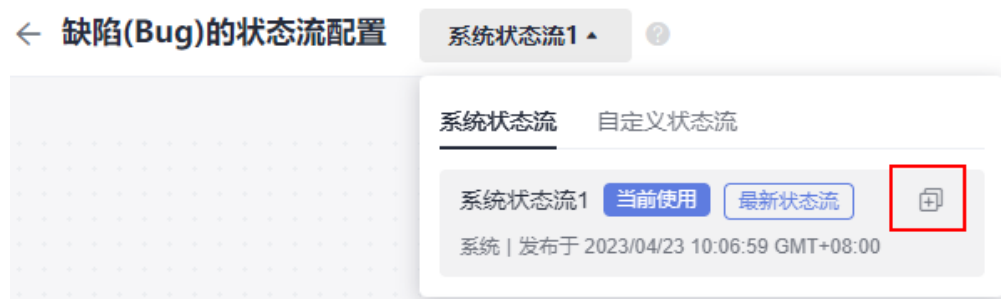 缺陷(Bug)的状态流配置 系统状态流1
系统状态流 自定义状态流
系统状态流1 当前使用 最新状态流
系统 | 发布于 2023/04/23 10:06:59 GMT+08:00